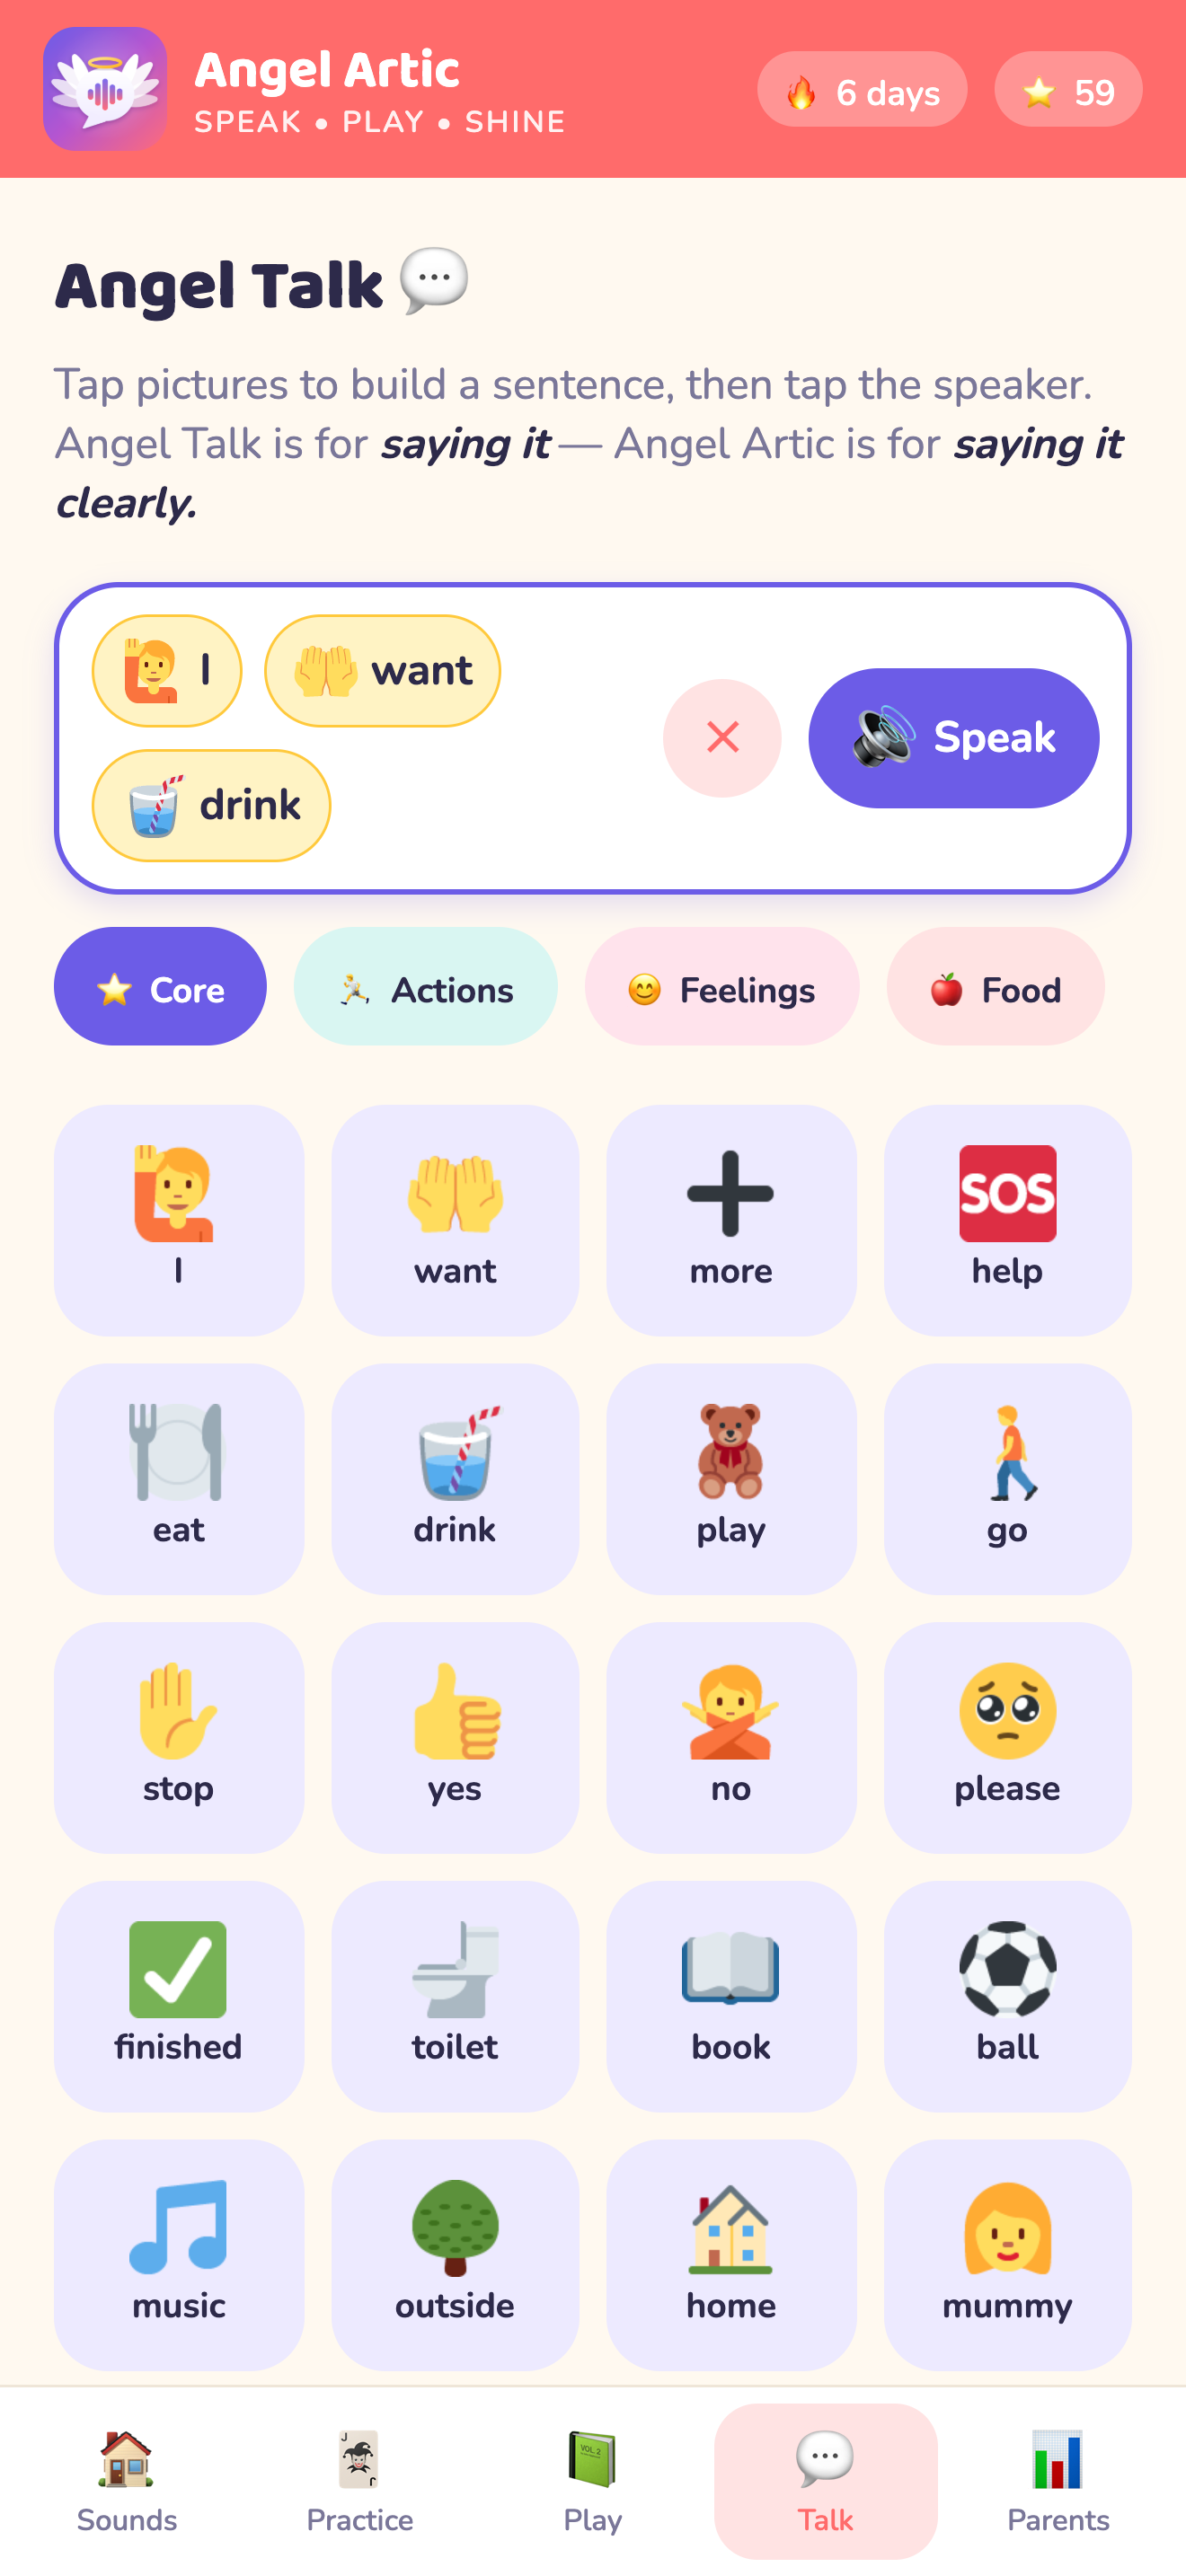 Angel Artic
SPEAK • PLAY • SHINE
6 days
59
Angel Talk
Tap pictures to build a sentence, then tap the speaker.
Angel Talk is for saying it — Angel Artic is for saying it
clearly.
I
want
drink
Speak
Core
Actions
Feelings
Food
I
want
more
SOS
help
eat
drink
play
go
stop
yes
no
please
finished
toilet
book
ball
music
outside
home
mummy
J
J
VOL. 2
Sounds
Practice
Play
Talk
Parents